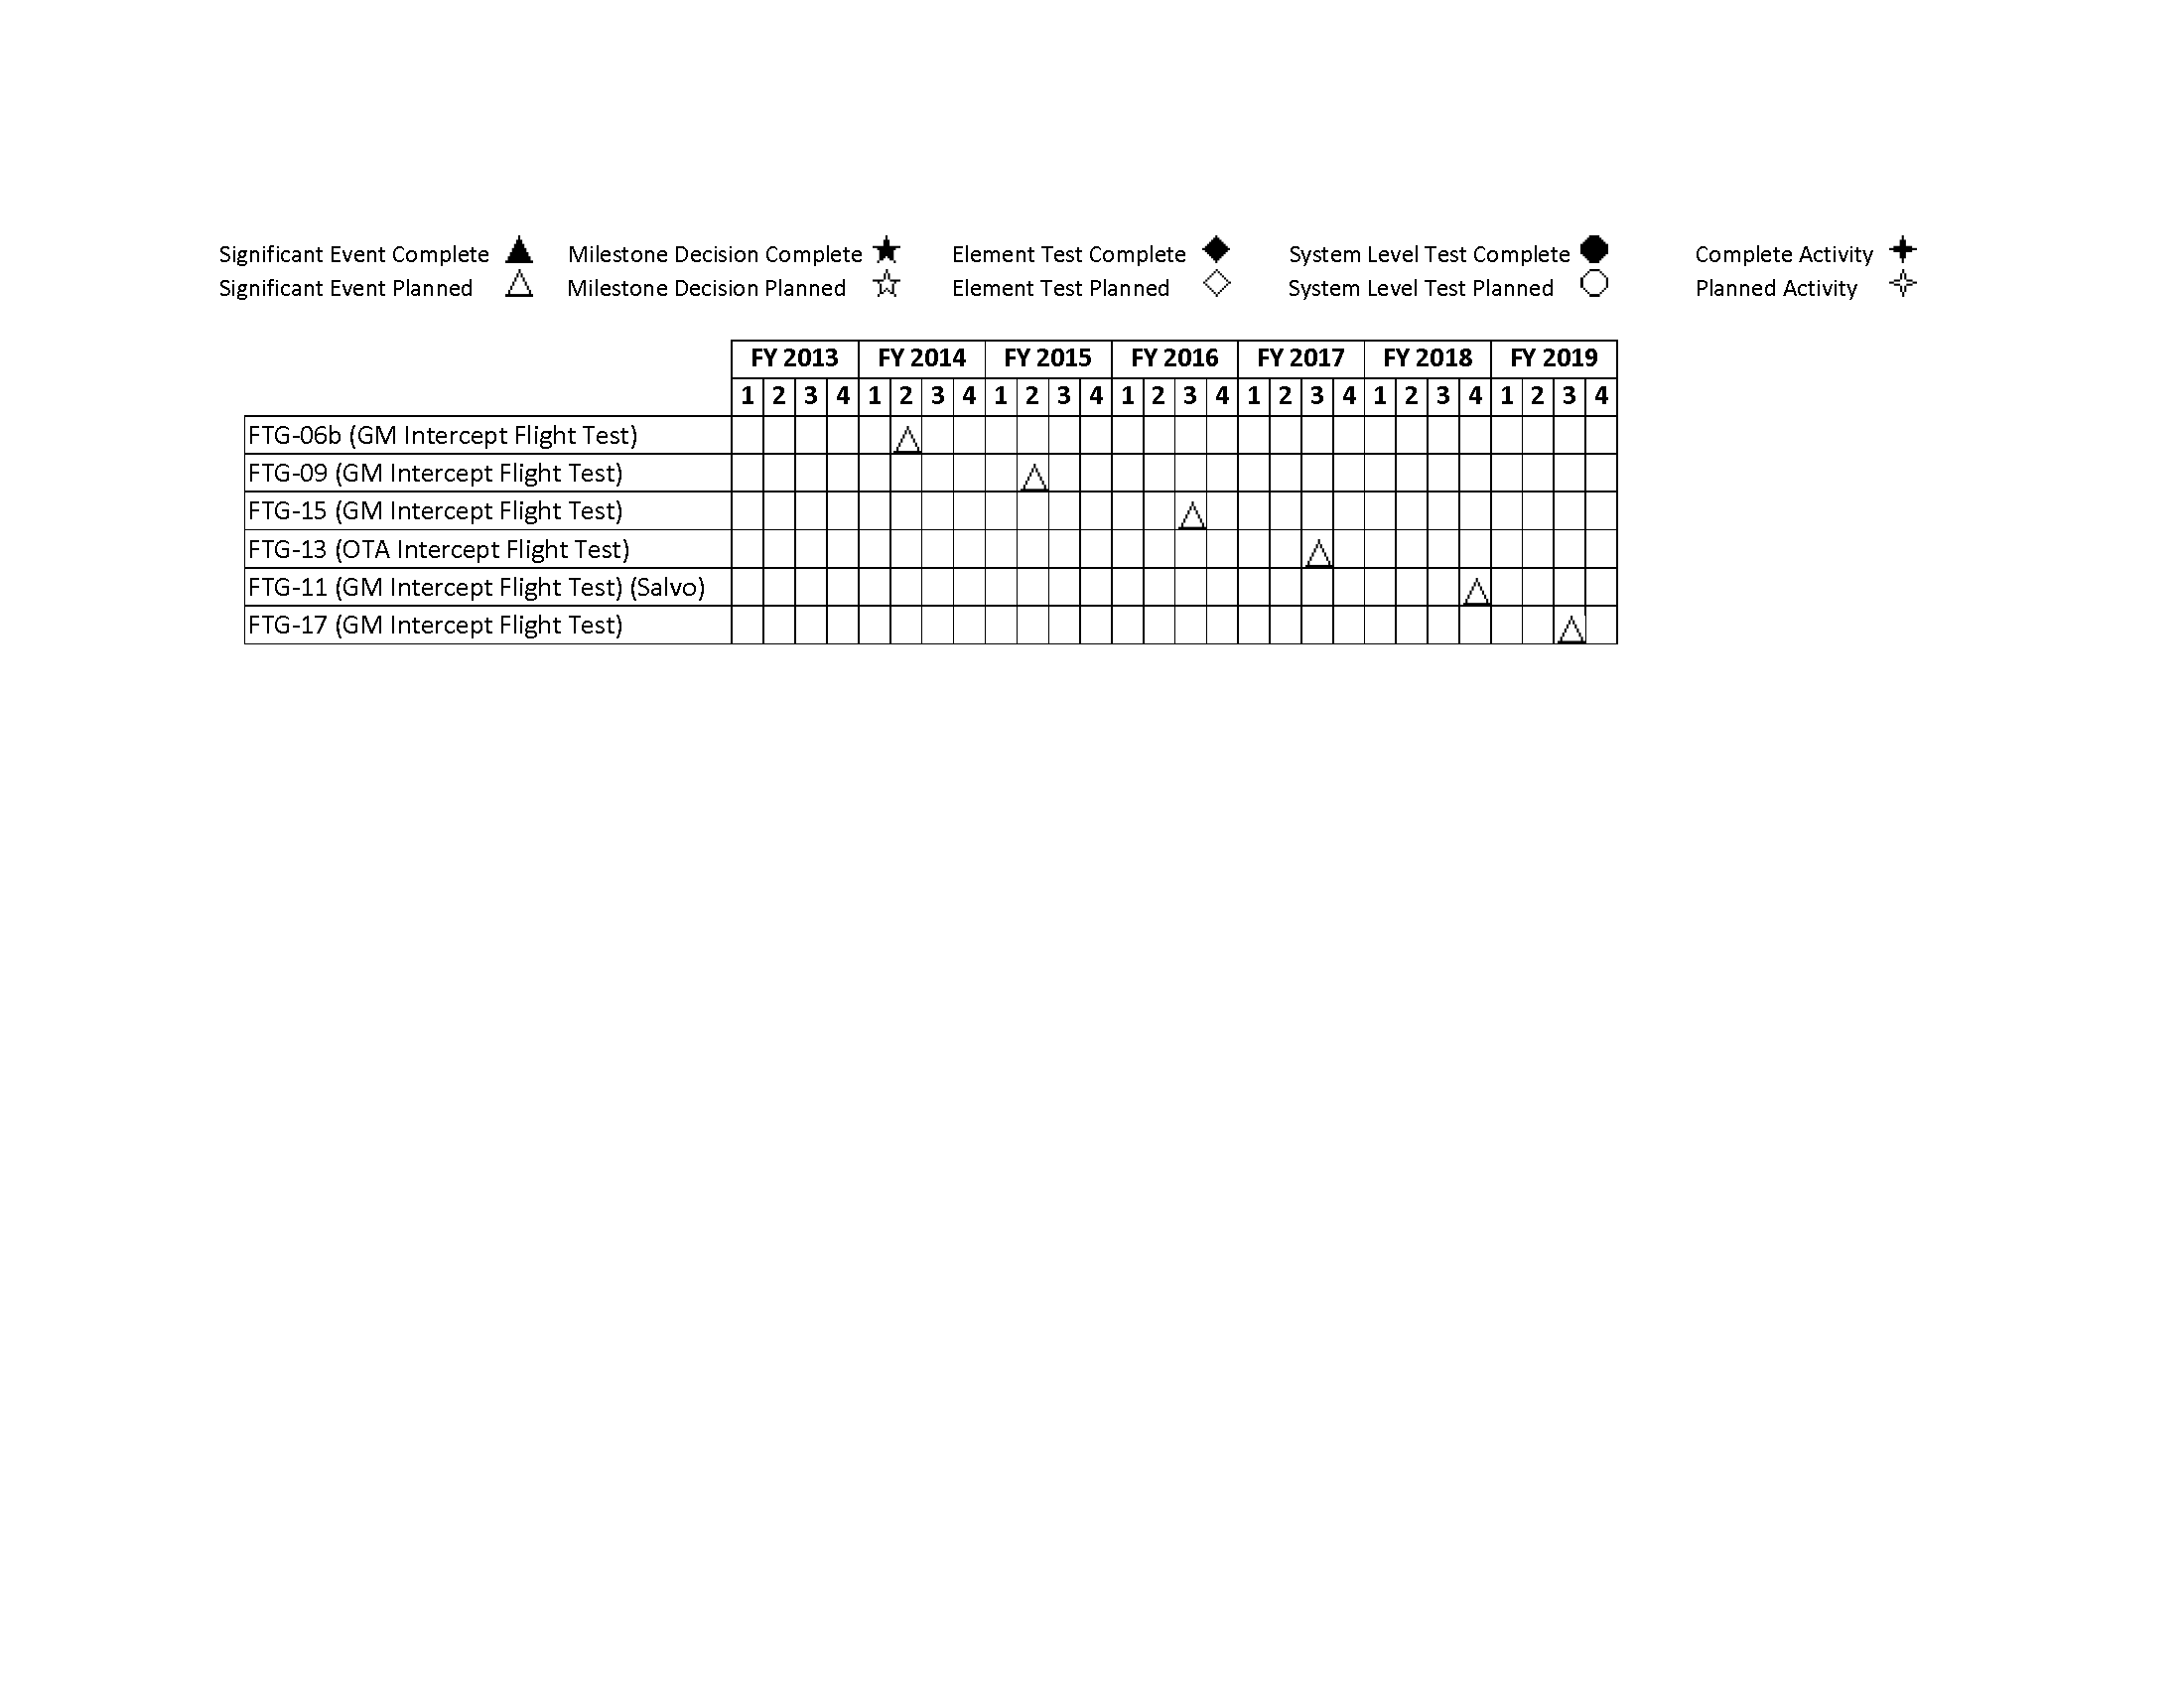 Significant Event Complete Milestone Decision Complete Element Test Complete System Level Test Complete Complete Activity
Significant Event Planned Milestone Decision Planned Element Test Planned System Level Test Planned Planned Activity
FY 2013 FY 2014 FY 2015 FY 2016 FY 2017 FY 2018 FY 2019
1 2 3 4 1 2 3 4 1 2 3 4 1 2 3 4 1 2 3 4 1 2 3 4 1 2 3 4
FTG-06b (GM Intercept Flight Test)
FTG-09 (GM Intercept Flight Test)
FTG-15 (GM Intercept Flight Test)
FTG-13 (OTA Intercept Flight Test)
FTG-11 (GM Intercept Flight Test) (Salvo)
FTG-17 (GM Intercept Flight Test)